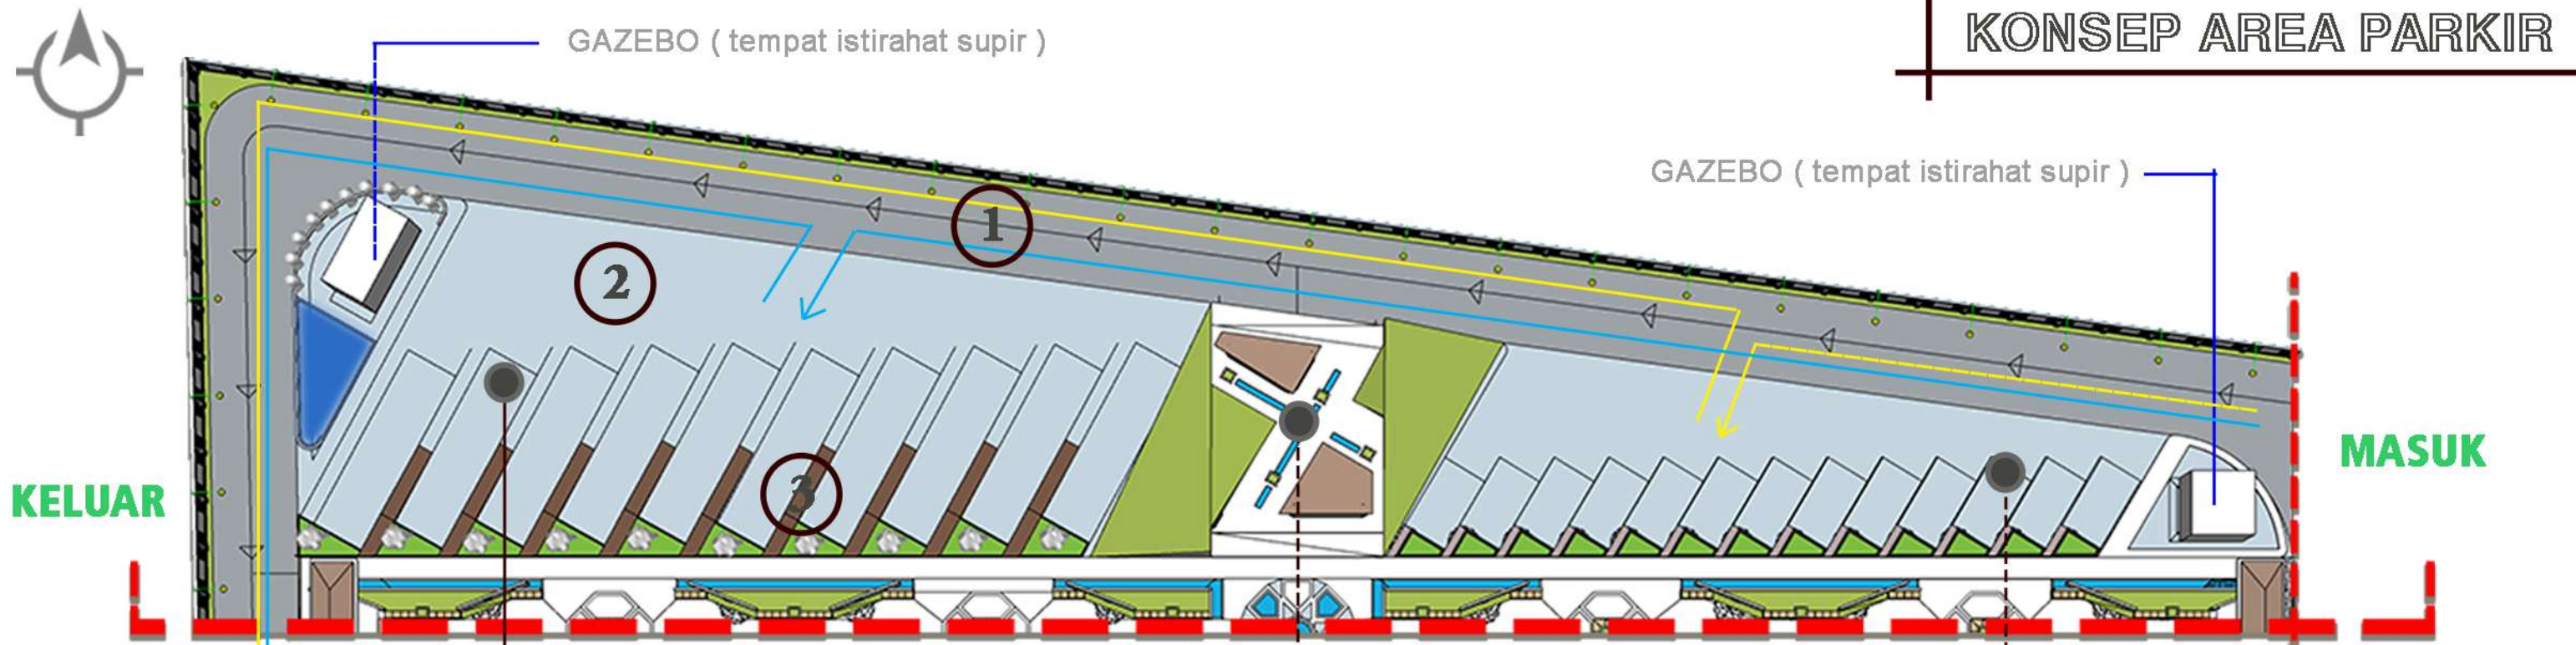 KONSEP AREA PARKIR
GAZEBO ( tempat istirahat supir )
GAZEBO ( tempat istirahat supir )
1
2
3
MASUK
KELUAR